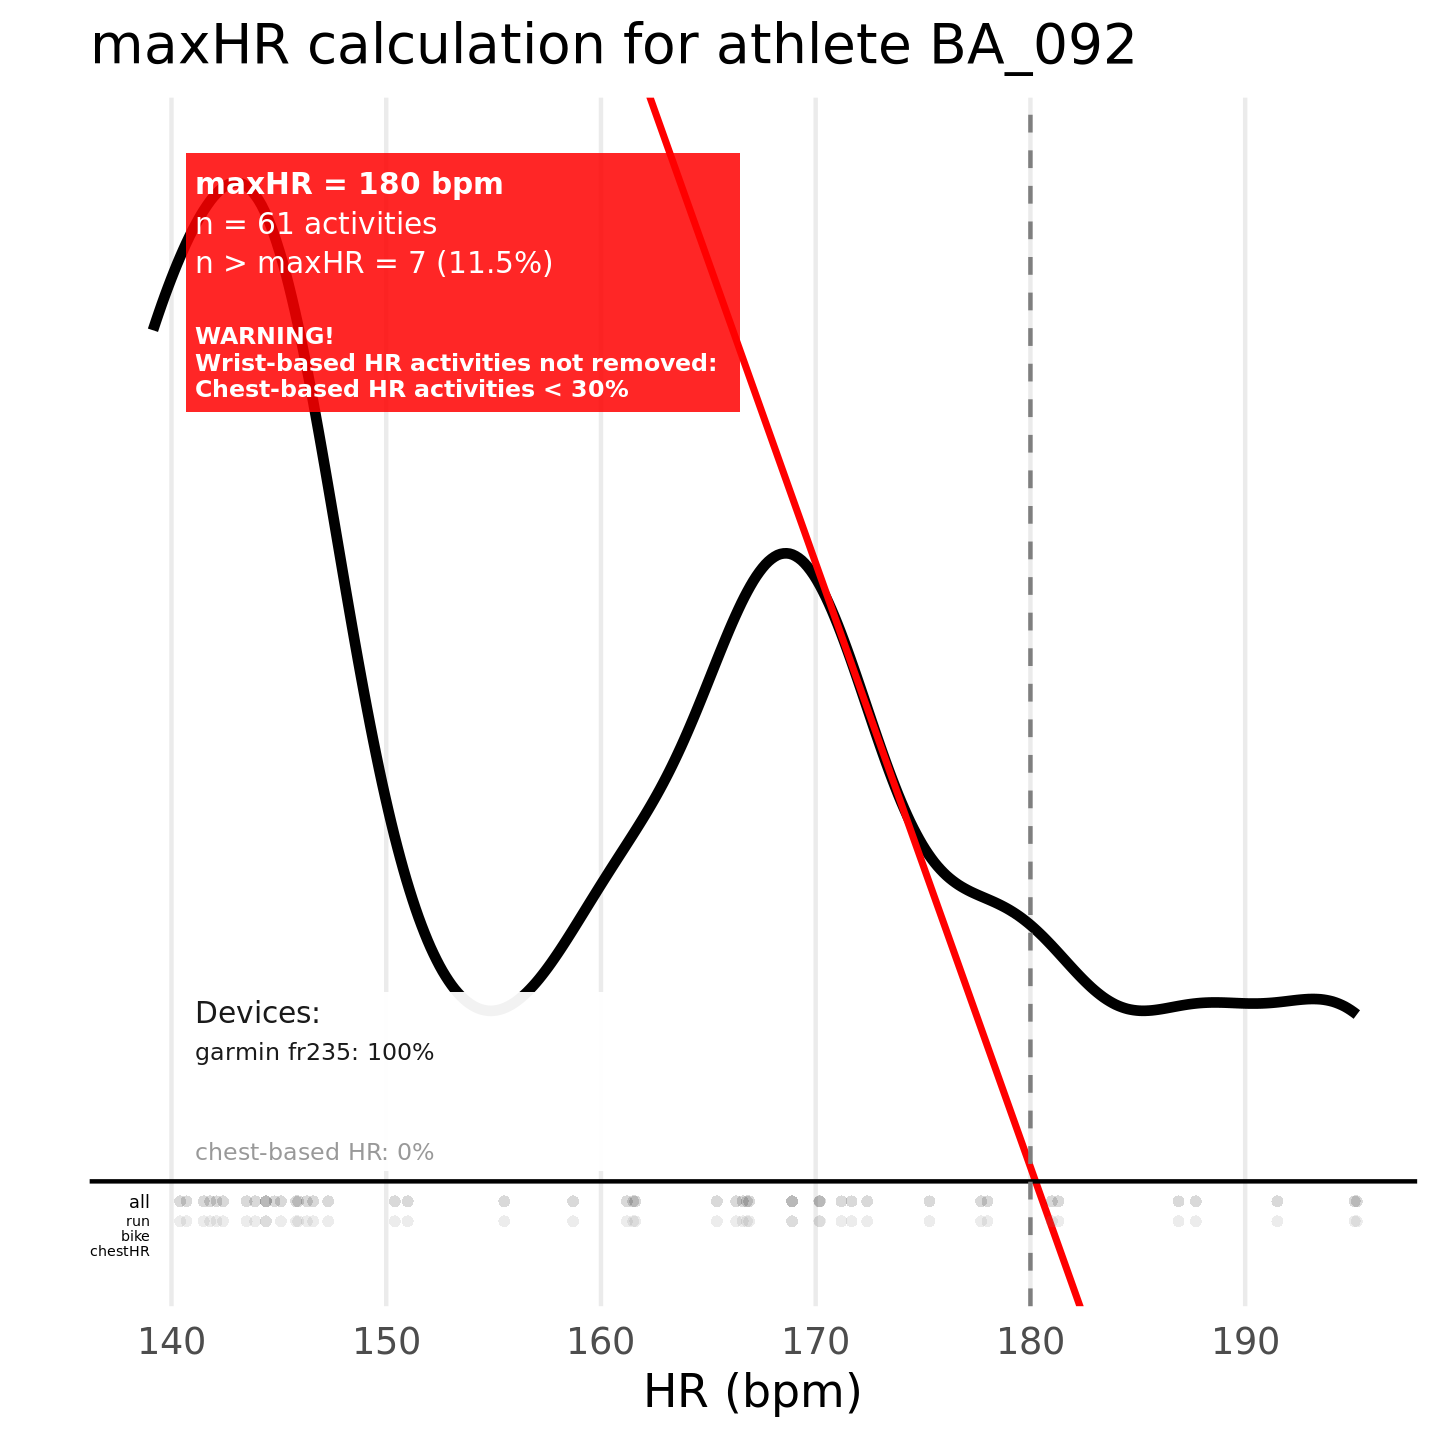 maxHR calculation for athlete BA_092
maxHR = 180 bpm
n = 61 activities
n > maxHR = 7 (11.5%)
WARNING!
Wrist-based HR activities not removed:
Chest-based HR activities < 30%
Devices:
garmin fr235: 100%
chest-based HR: 0%
all
run
bike
chestHR
140 150 160 170 180 190
HR (bpm)